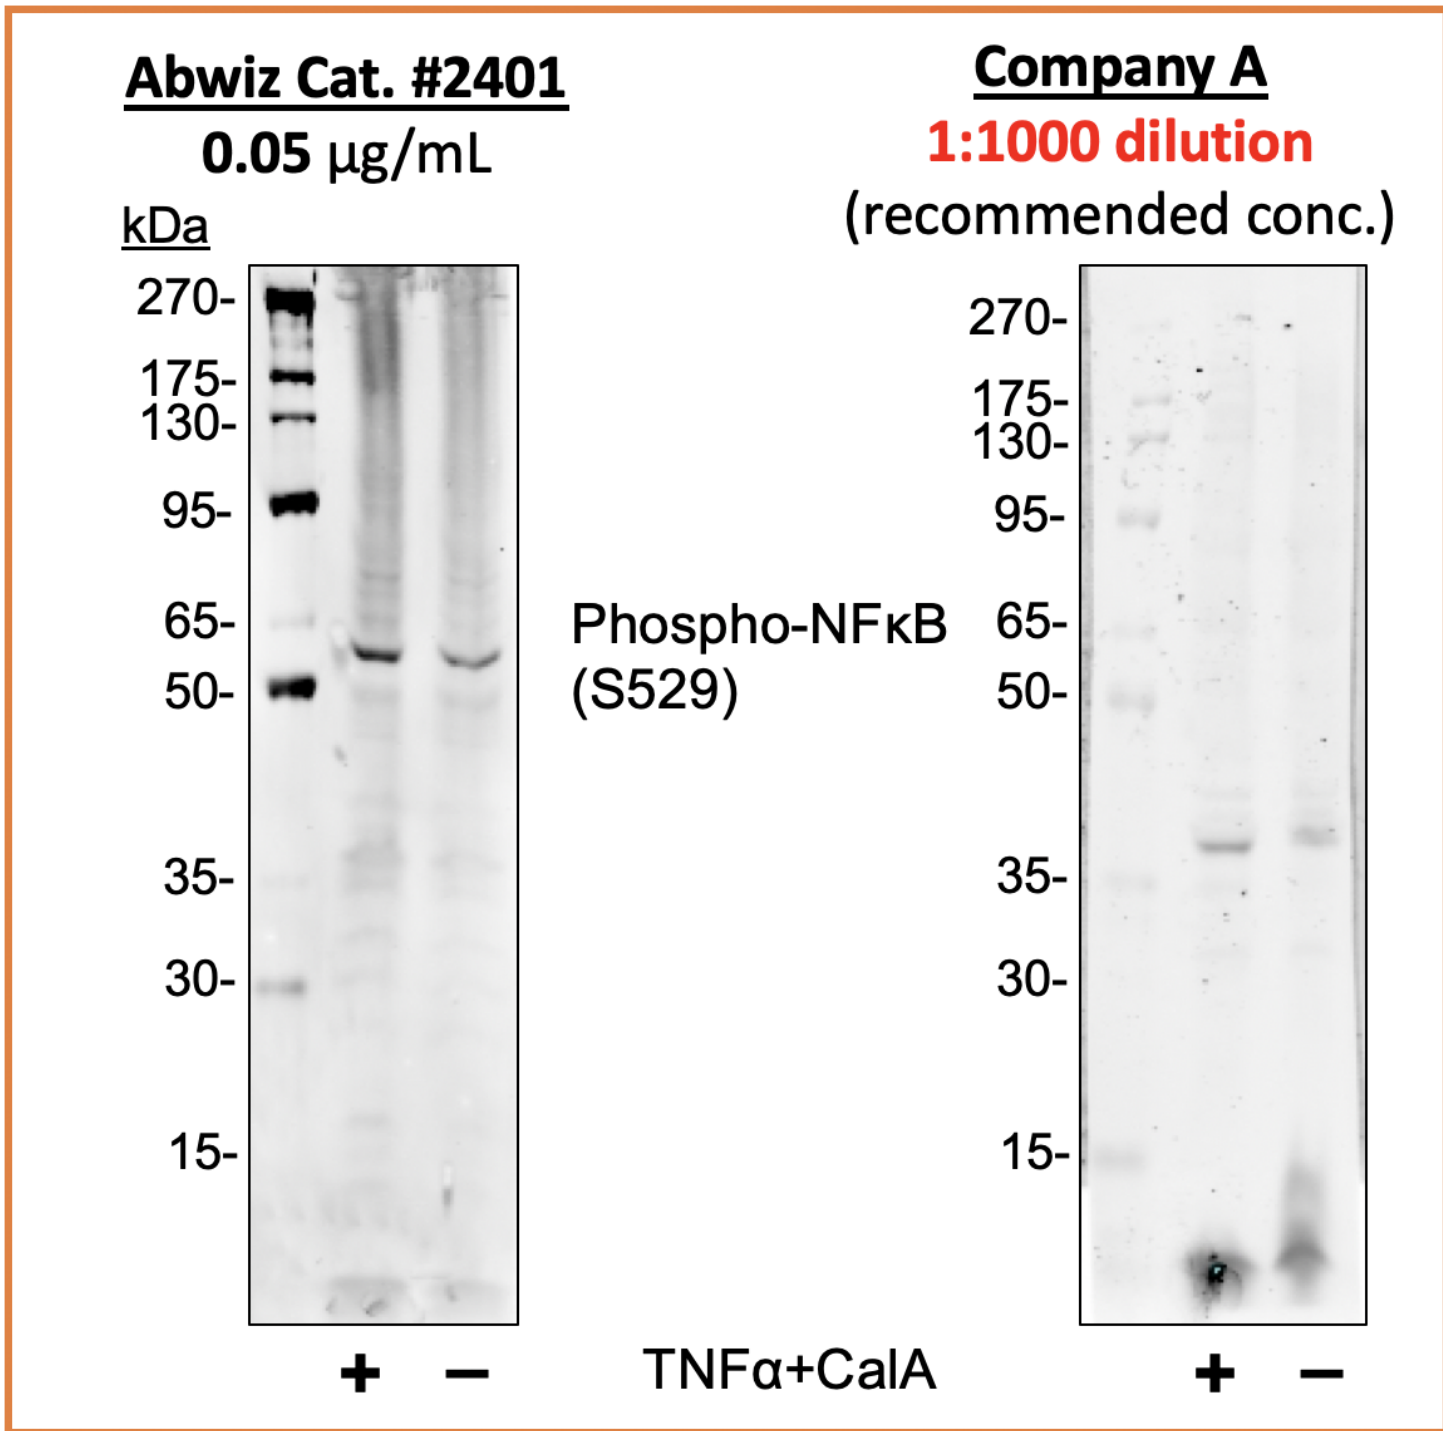 Abwiz Cat. #2401
0.05 µg/mL
kDa
270-
175-
130-
95-
65-
50-
35-
30-
15-
Phospho-NFκB
(S529)
Company A
1:1000 dilution
(recommended conc.)
270-
175-
130-
95-
65-
50-
35-
30-
15-
+ − TNFα+CalA + −